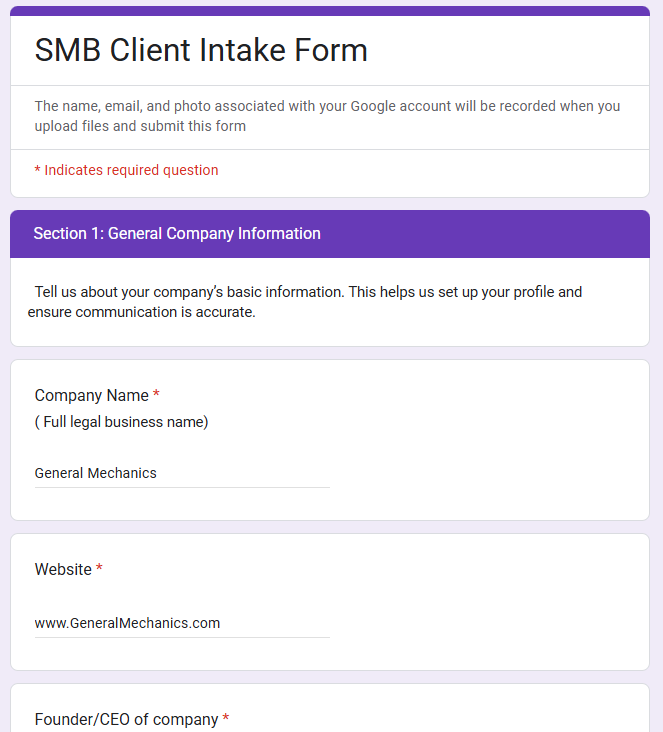 SMB Client Intake Form
The name, email, and photo associated with your Google account will be recorded when you
upload files and submit this form
* Indicates required question
Section 1: General Company Information
Tell us about your company’s basic information. This helps us set up your profile and
ensure communication is accurate.
Company Name *
( Full legal business name)
General Mechanics
Website *
www.GeneralMechanics.com
Founder/CEO of company *